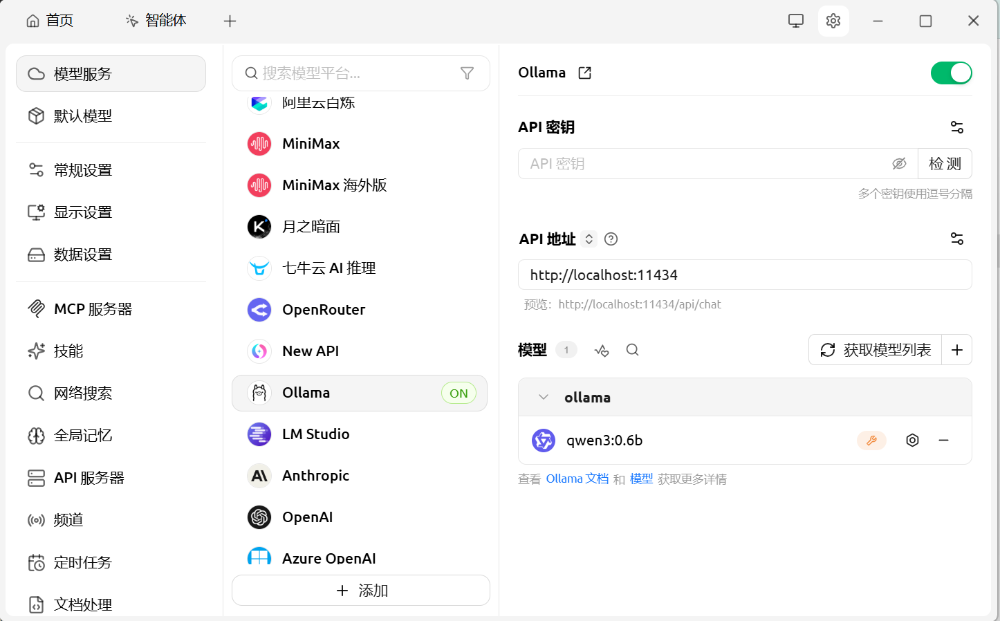 首页
智能体
模型服务
默认模型
常规设置
显示设置
数据设置
MCP 服务器
技能
网络搜索
全局记忆
API 服务器
频道
定时任务
文档处理
搜索模型平台...
阿里云百炼
MiniMax
MiniMax 海外版
月之暗面
七牛云 AI 推理
OpenRouter
New API
Ollama ON
LM Studio
Anthropic
OpenAI
Azure OpenAI
添加
Ollama
API 密钥
API 密钥 检测
多个密钥使用逗号分隔
API 地址
http://localhost:11434
预览：http://localhost:11434/api/chat
模型 1 获取模型列表
ollama
qwen3:0.6b
查看 Ollama 文档 和 模型 获取更多详情